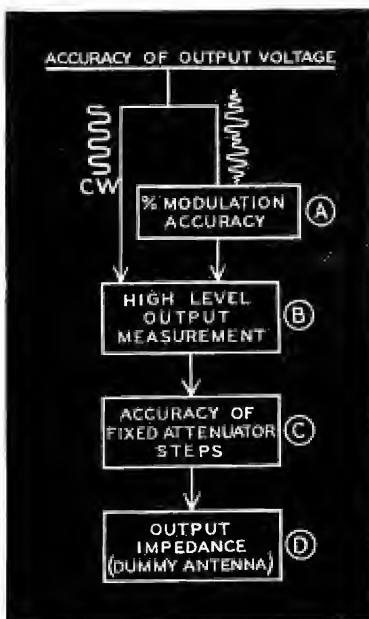 ACCURACY OF OUTPUT VOLTAGE
CW
% MODULATION
ACCURACY
A
HIGH LEVEL
OUTPUT
MEASUREMENT
B
ACCURACY OF
FIXED ATTENUATOR
STEPS
C
OUTPUT
IMPEDANCE
(DUMMY ANTENNA)
D